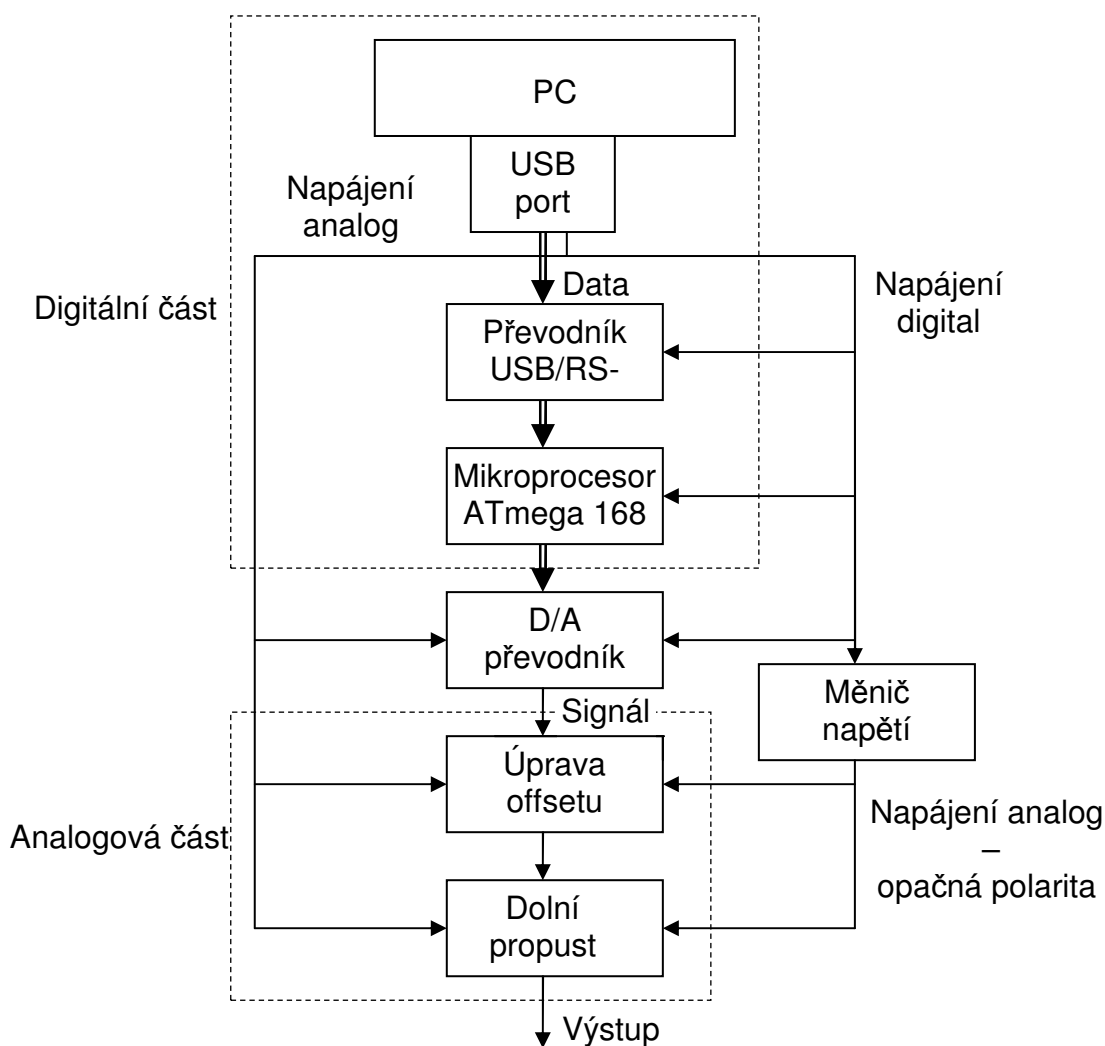 PC
USB
port
Napájení
analog
Digitální část
Data
Napájení
digital
Převodník
USB/RS-
Mikroprocesor
ATmega 168
D/A
převodník
Signál
Měnič
napětí
Úprava
offsetu
Analogová část
Napájení analog
–
opačná polarita
Dolní
propust
Výstup